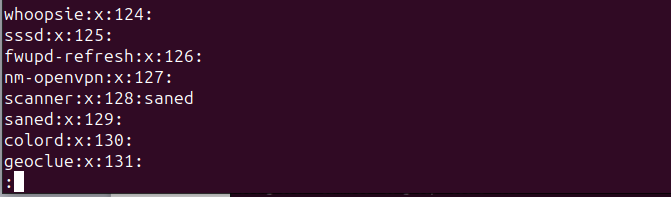 whoopsie:x:124:
sssd:x:125:
fwupd-refresh:x:126:
nm-openvpn:x:127:
scanner:x:128:saned
saned:x:129:
colord:x:130:
geoclue:x:131:
: